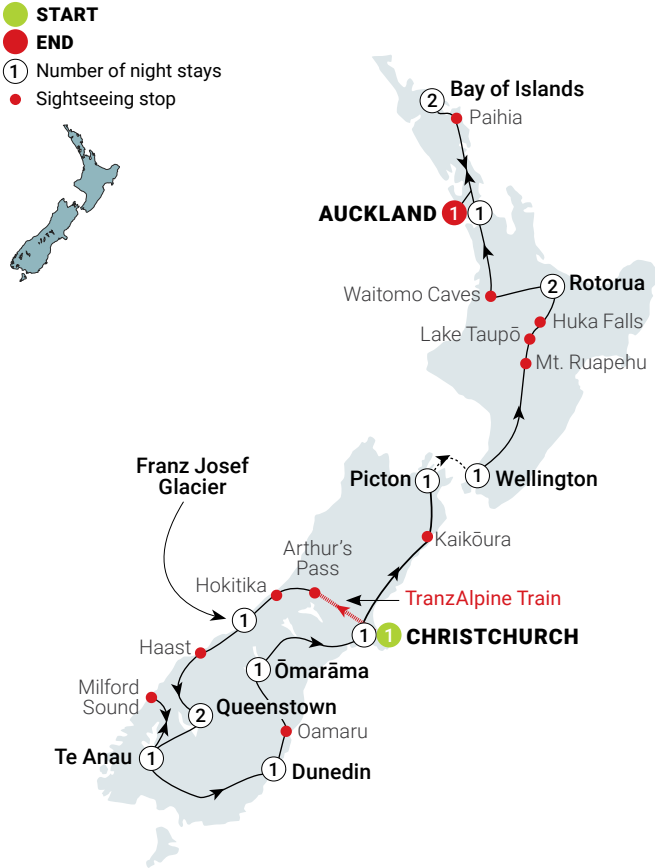 START
END
1 Number of night stays
Sightseeing stop
2 Bay of Islands
Paihia
AUCKLAND 1 1
Waitomo Caves
2 Rotorua
Huka Falls
Lake Taupō
Mt. Ruapehu
Franz Josef
Glacier
Picton 1
1 Wellington
Kaikōura
Arthur's
Pass
Hokitika
TranzAlpine Train
1
1 1 CHRISTCHURCH
Haast
1 Ōmarāma
Milford
Sound
2 Queenstown
Oamaru
Te Anau 1
1 Dunedin